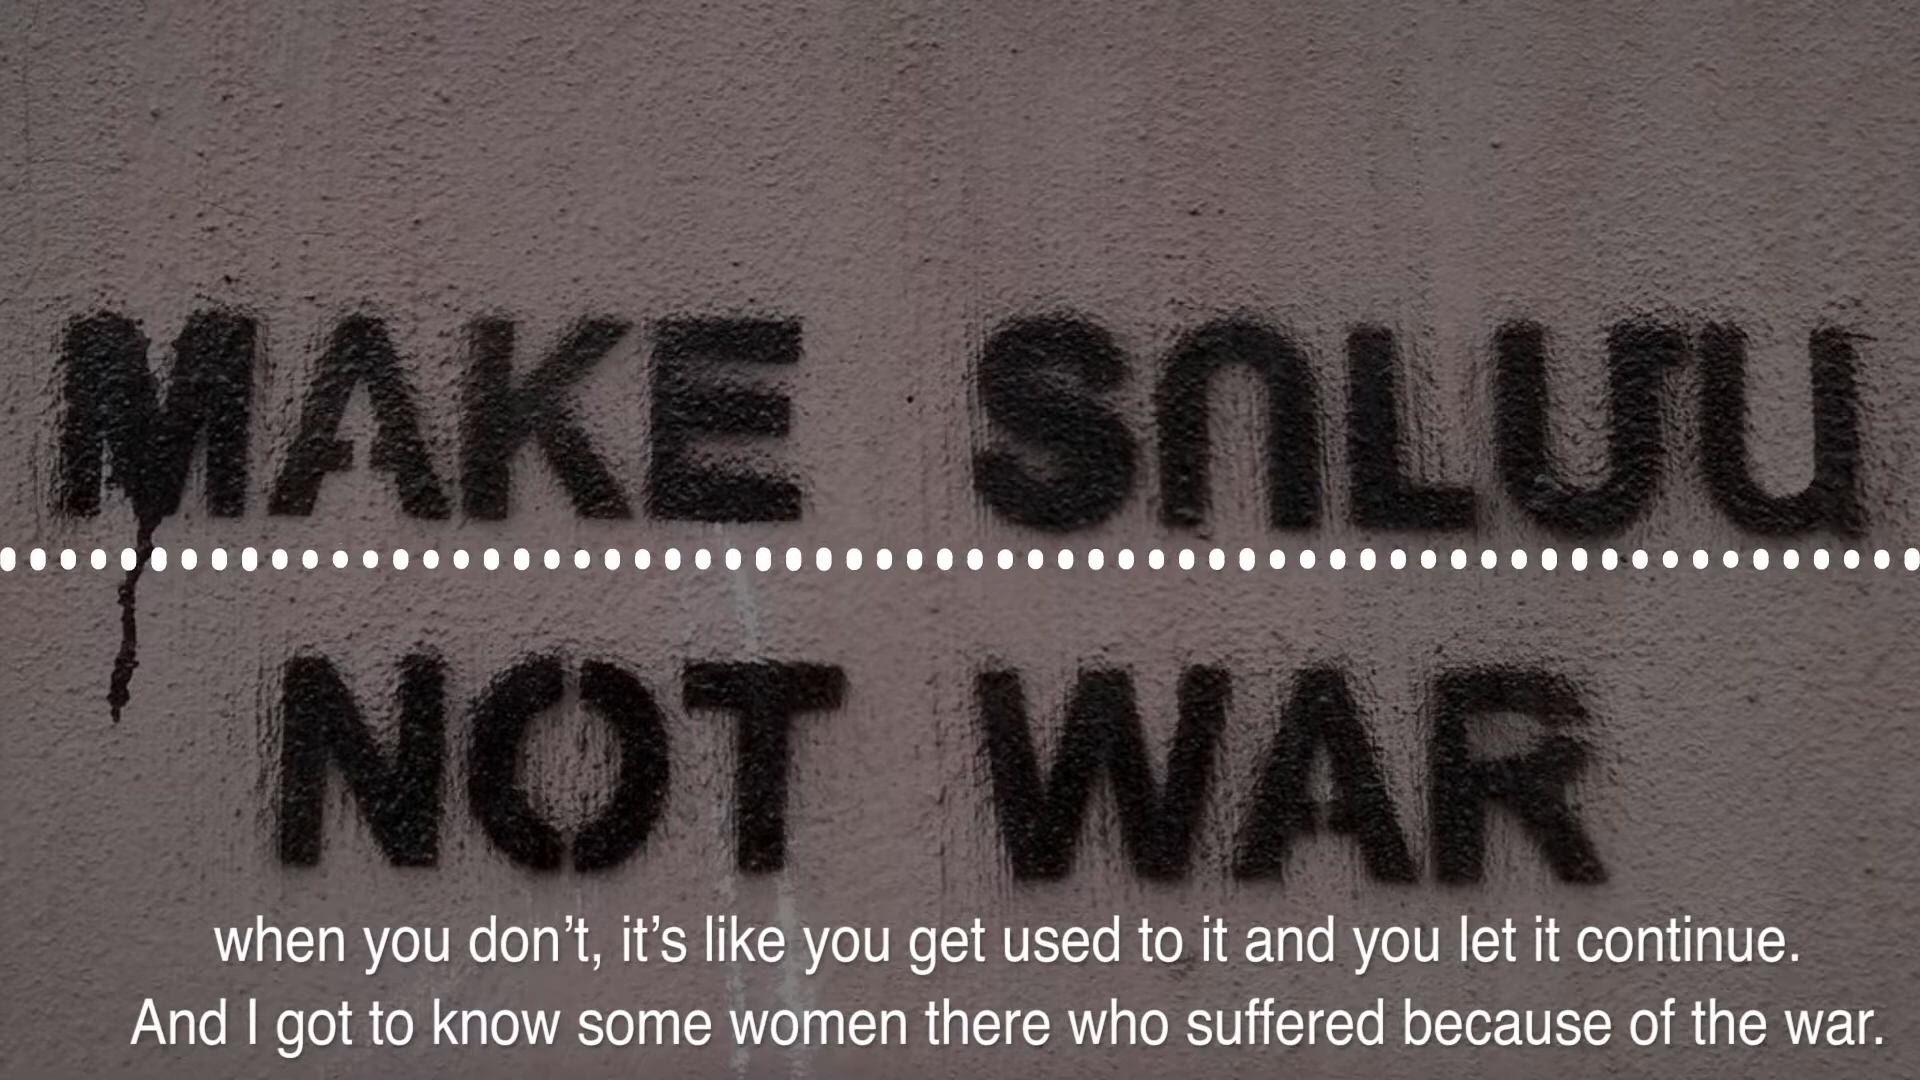 MAKE SՈLUՄ
NOT WAR
when you don’t, it’s like you get used to it and you let it continue.
And I got to know some women there who suffered because of the war.